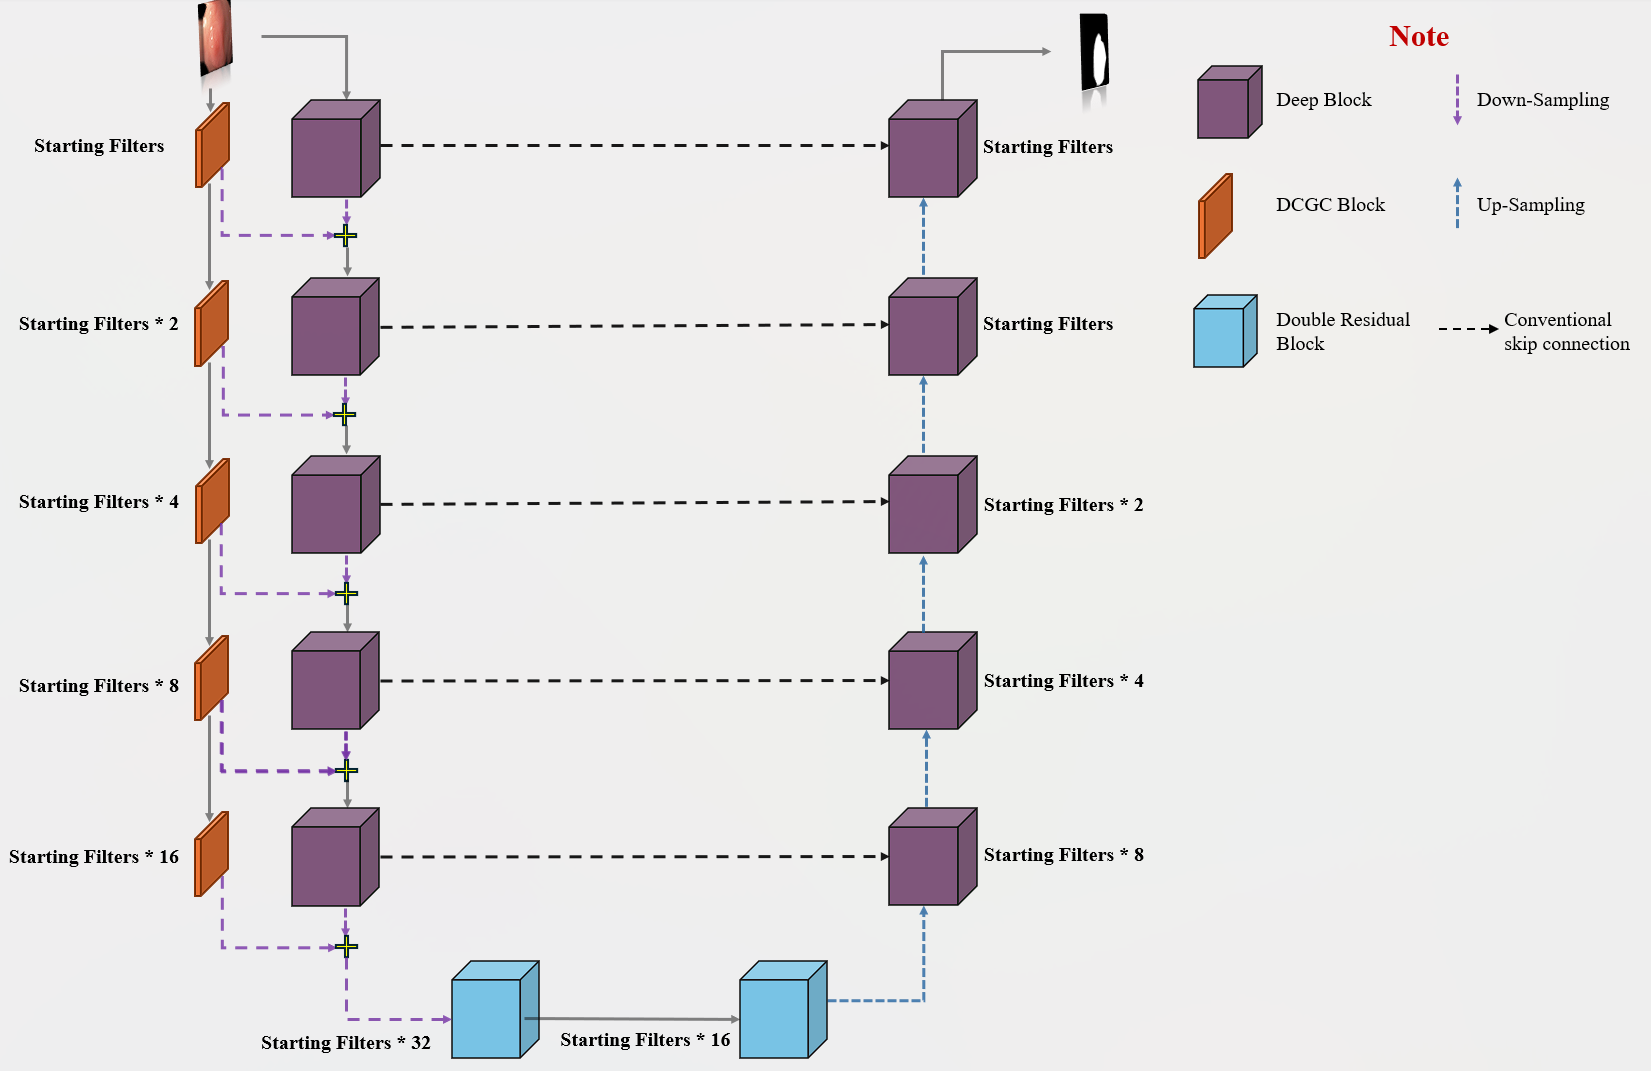 Note
Deep Block
Down-Sampling
DCGC Block
Up-Sampling
Double Residual
Block
Conventional
skip connection
Starting Filters
Starting Filters
Starting Filters * 2
Starting Filters
Starting Filters * 4
Starting Filters * 2
Starting Filters * 8
Starting Filters * 4
Starting Filters * 16
Starting Filters * 8
Starting Filters * 32
Starting Filters * 16